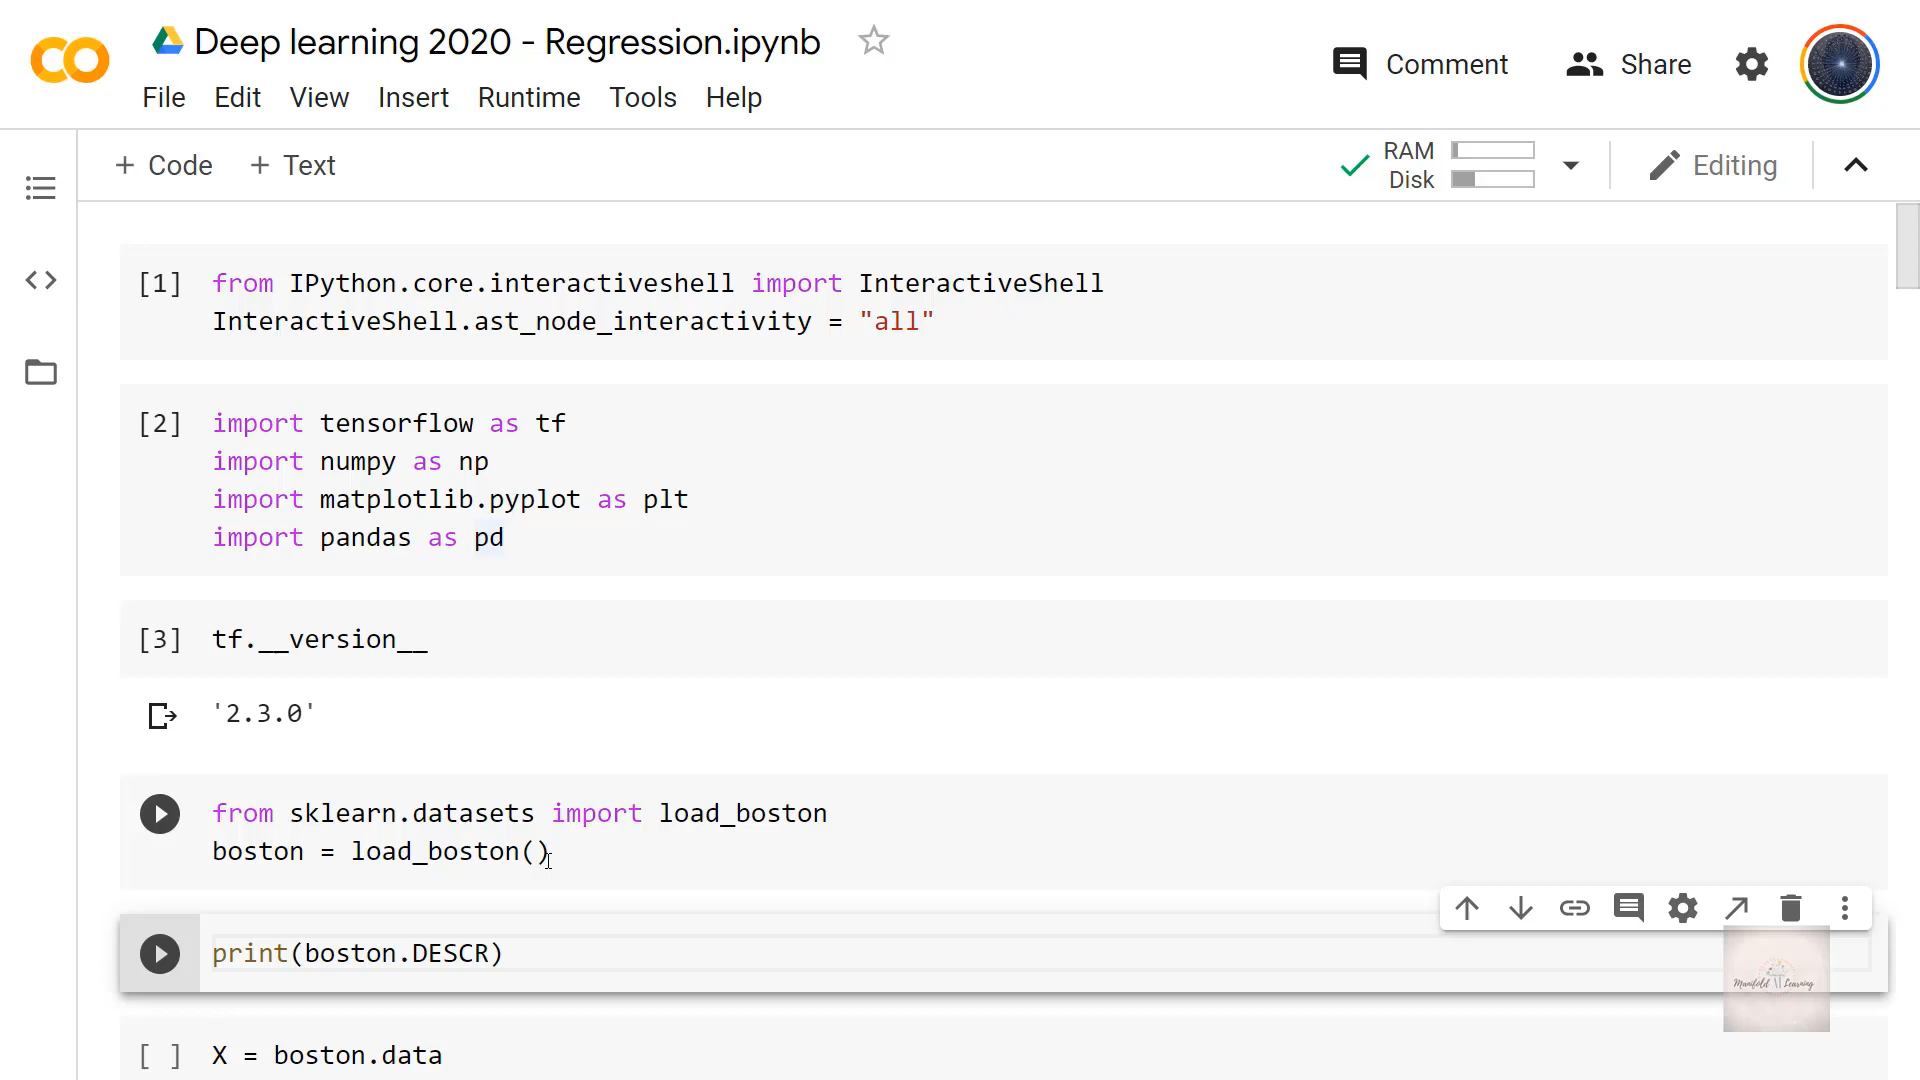 Deep learning 2020 - Regression.ipynb
Comment
Share
File Edit View Insert Runtime Tools Help
+ Code + Text
RAM
Disk
Editing
[1] from IPython.core.interactiveshell import InteractiveShell
InteractiveShell.ast_node_interactivity = "all"
[2] import tensorflow as tf
import numpy as np
import matplotlib.pyplot as plt
import pandas as pd
[3] tf.__version__
'2.3.0'
from sklearn.datasets import load_boston
boston = load_boston()
print(boston.DESCR)
Manifold Learning
[ ] X = boston.data